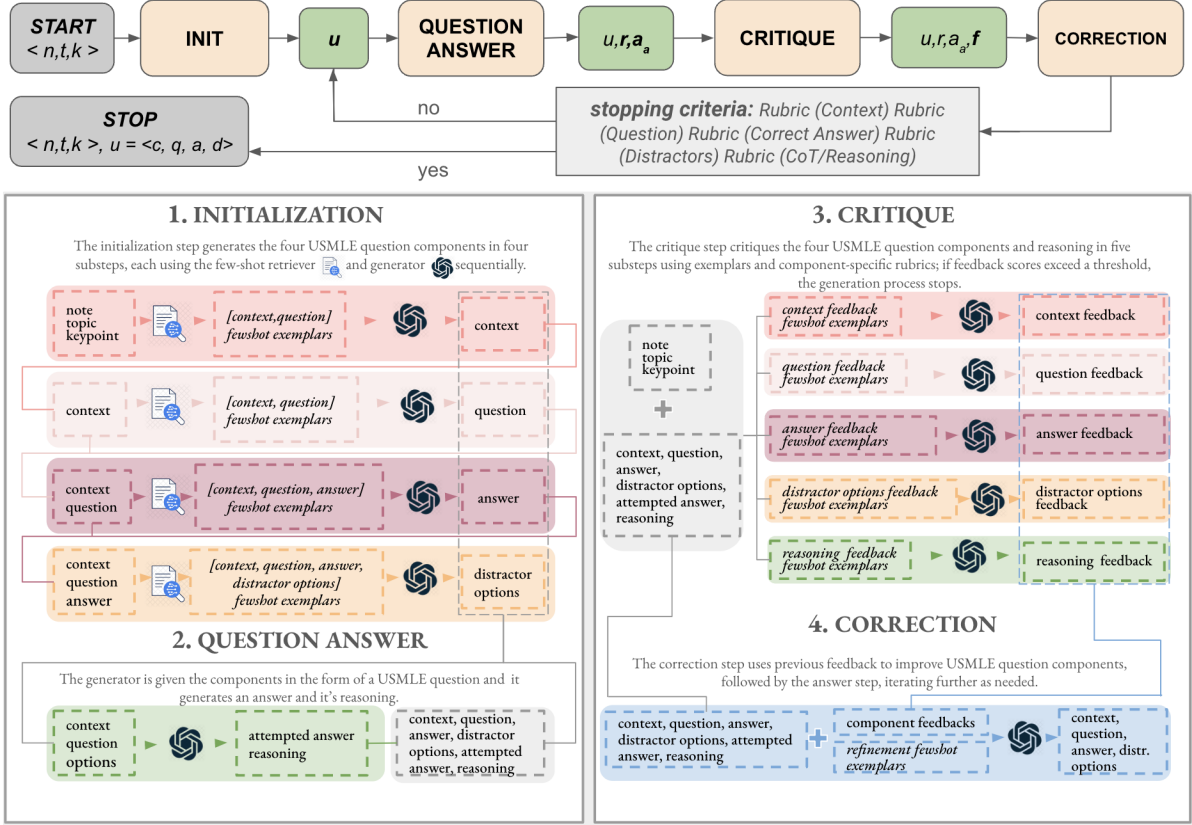 START
< n,t,k >
INIT
u
QUESTION
ANSWER
u,r,aₐ
CRITIQUE
u,r,aₐ,f
CORRECTION
STOP
< n,t,k >, u = <c, q, a, d>
no
yes
stopping criteria: Rubric (Context) Rubric
(Question) Rubric (Correct Answer) Rubric
(Distractors) Rubric (CoT/Reasoning)
1. INITIALIZATION
The initialization step generates the four USMLE question components in four
substeps, each using the few-shot retriever and generator sequentially.
note
topic
keypoint
[context,question]
fewshot exemplars
context
context
[context, question]
fewshot exemplars
question
context
question
[context, question, answer]
fewshot exemplars
answer
context
question
answer
[context, question, answer,
distractor options]
fewshot exemplars
distractor
options
2. QUESTION ANSWER
The generator is given the components in the form of a USMLE question and it
generates an answer and it's reasoning.
context
question
options
attempted answer
reasoning
context, question,
answer, distractor
options, attempted
answer, reasoning
3. CRITIQUE
The critique step critiques the four USMLE question components and reasoning in five
substeps using exemplars and component-specific rubrics; if feedback scores exceed a threshold,
the generation process stops.
note
topic
keypoint
+
context, question,
answer,
distractor options,
attempted answer,
reasoning
context feedback
fewshot exemplars
context feedback
question feedback
fewshot exemplars
question feedback
answer feedback
fewshot exemplars
answer feedback
distractor options feedback
fewshot exemplars
distractor options
feedback
reasoning feedback
fewshot exemplars
reasoning feedback
4. CORRECTION
The correction step uses previous feedback to improve USMLE question components,
followed by the answer step, iterating further as needed.
context, question, answer,
distractor options, attempted
answer, reasoning
+
component feedbacks
refinement fewshot
exemplars
context,
question,
answer, distr.
options